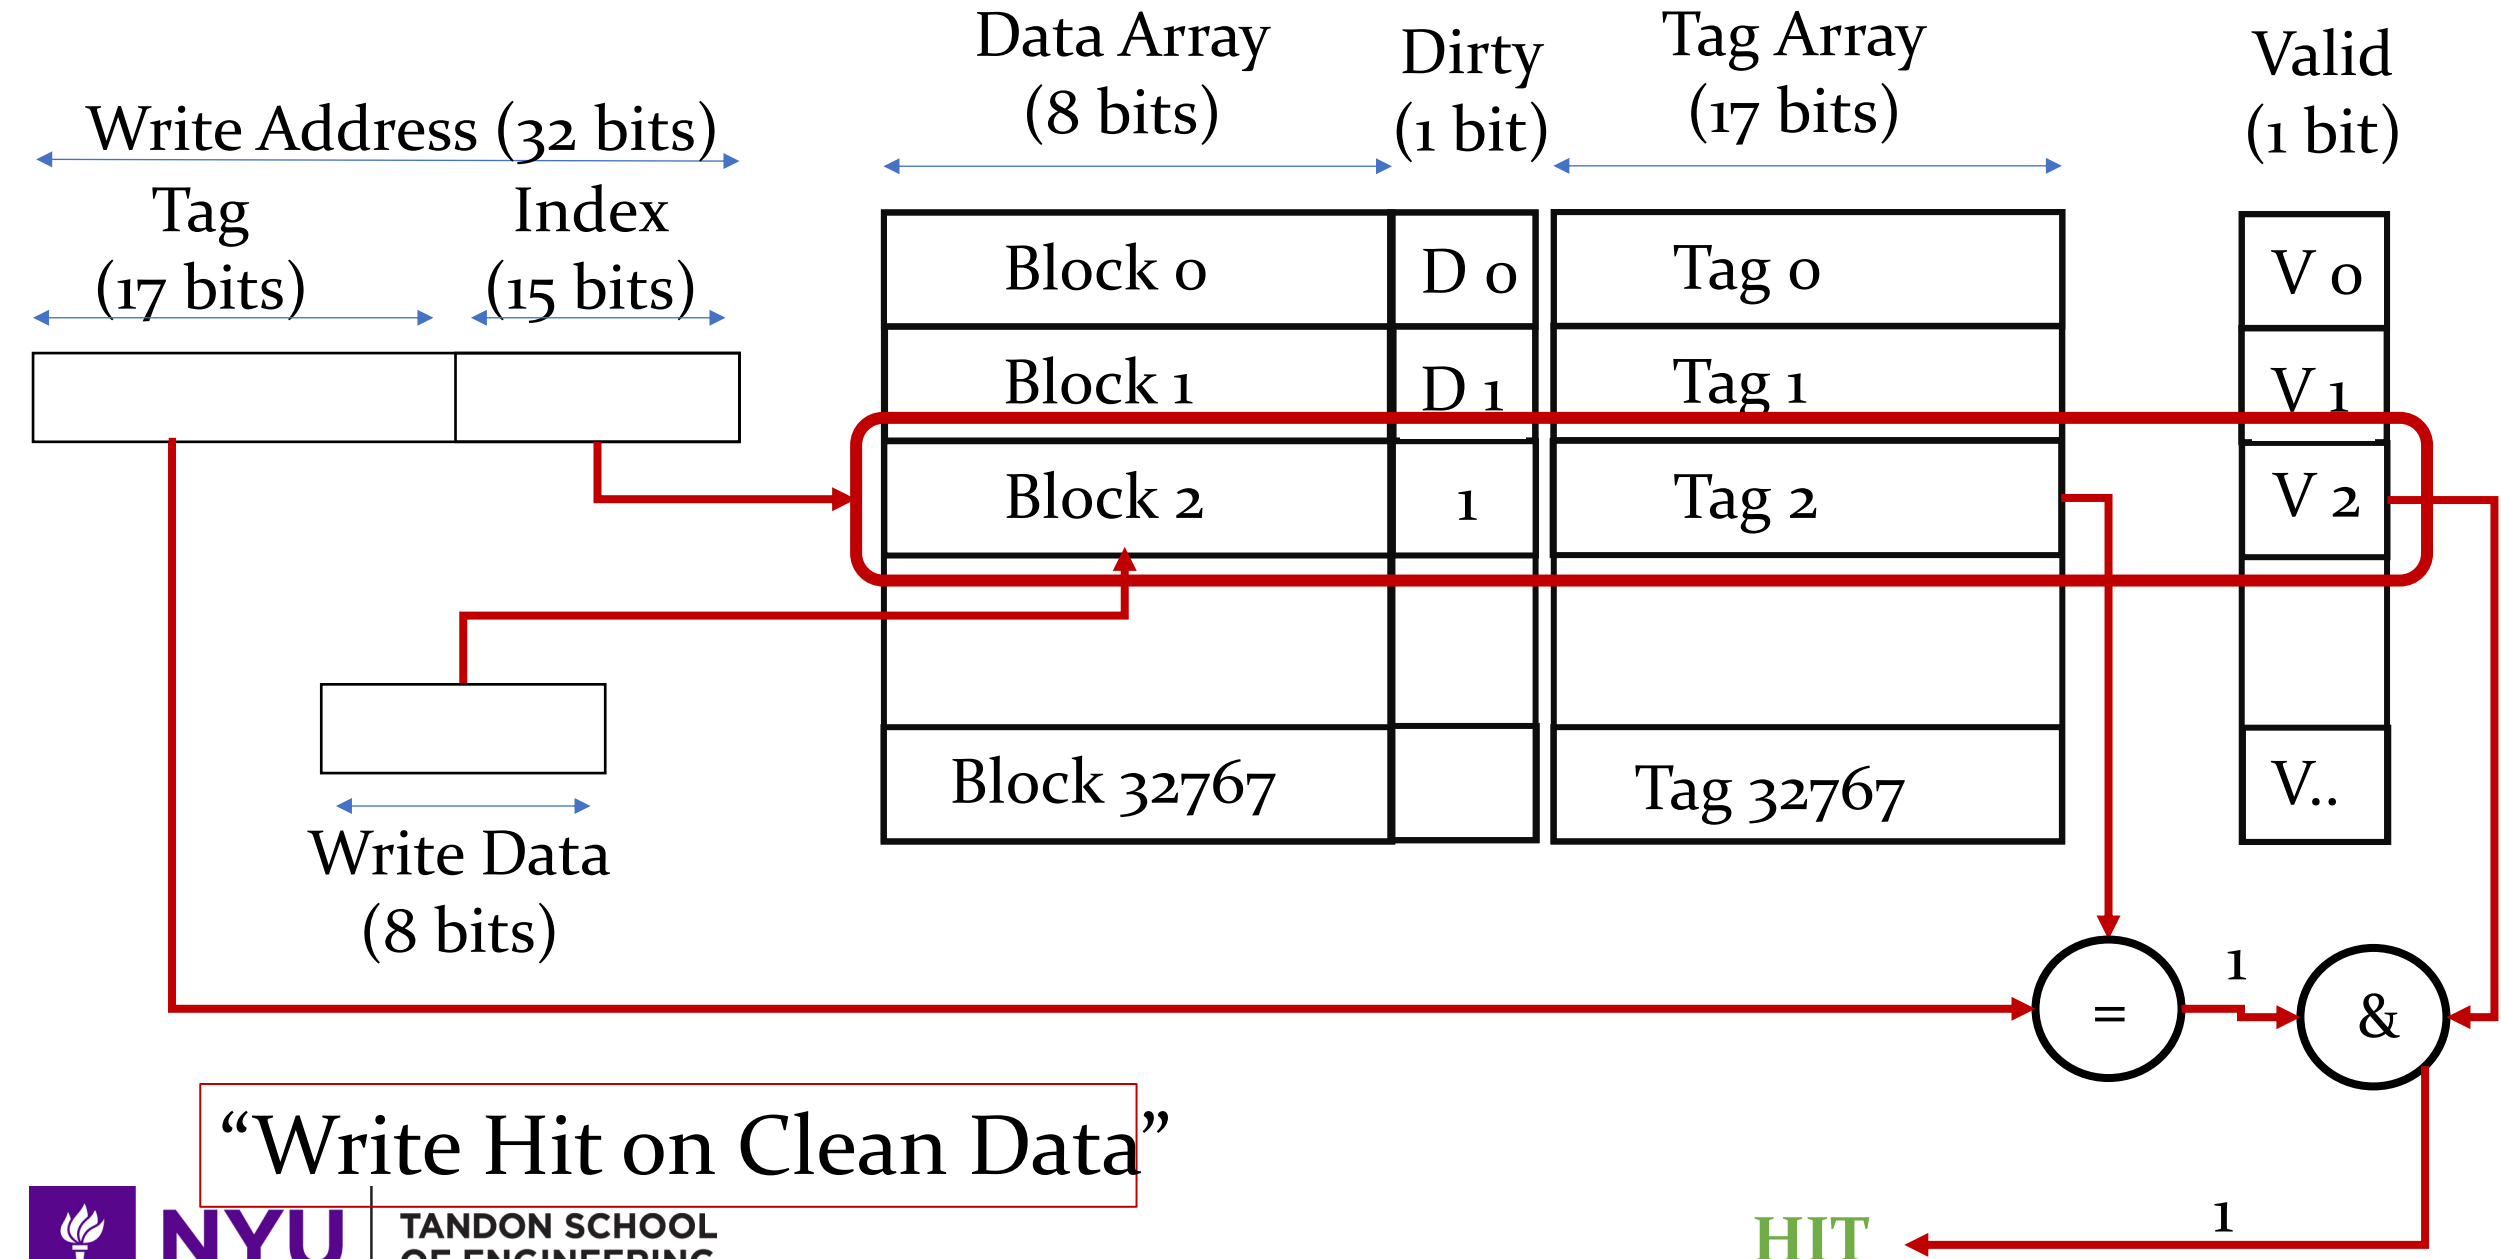 Data Array
(8 bits)
Dirty
(1 bit)
Tag Array
(17 bits)
Valid
(1 bit)
Write Address (32 bits)
Tag
(17 bits)
Index
(15 bits)
Block 0
D 0
Tag 0
V 0
Block 1
D 1
Tag 1
V 1
Block 2
1
Tag 2
V 2
Block 32767
Tag 32767
V..
Write Data
(8 bits)
=
1
&
“Write Hit on Clean Data”
HIT
1
NYU
TANDON SCHOOL
OF ENGINEERING